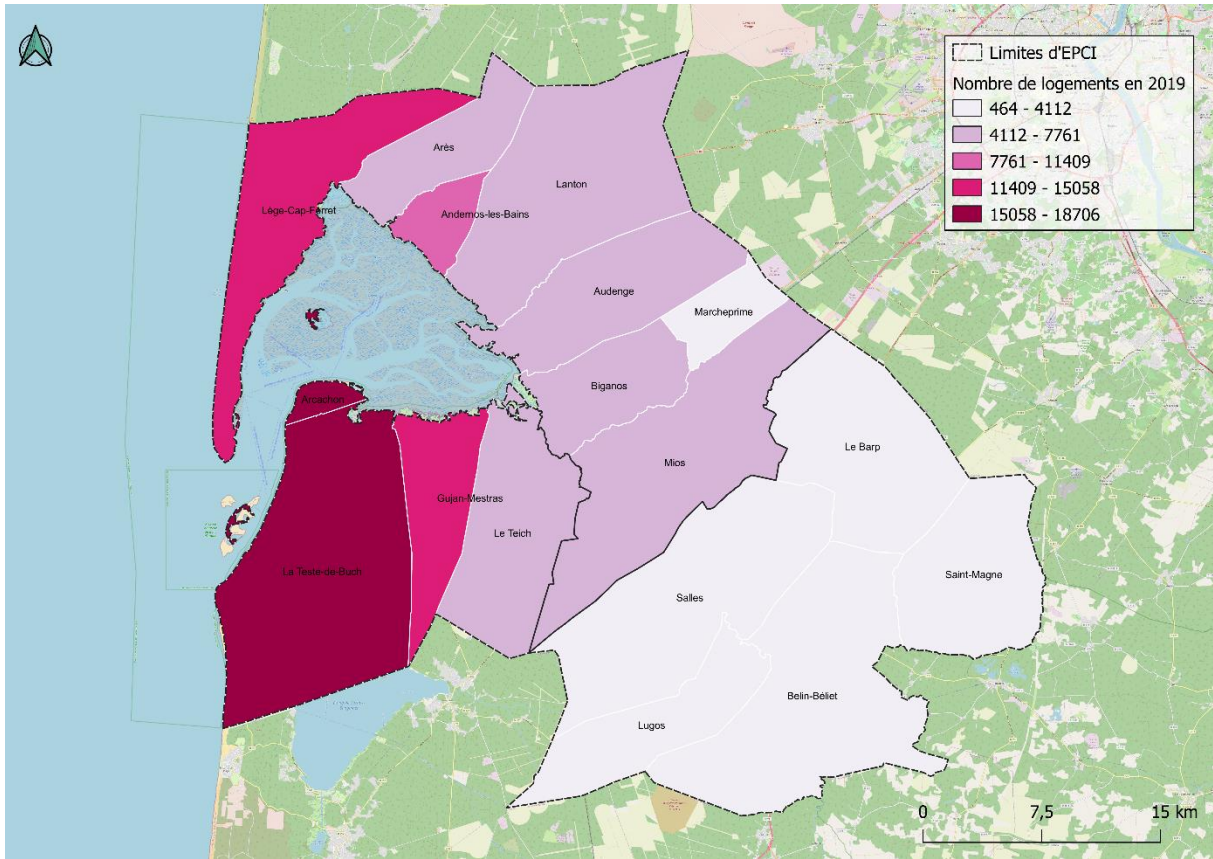 Limites d'EPCI
Nombre de logements en 2019
464 - 4112
4112 - 7761
7761 - 11409
11409 - 15058
15058 - 18706
Arès
Lanton
Lège-Cap-Ferret
Andernos-les-Bains
Audenge
Marcheprime
Biganos
Arcachon
Le Barp
Mios
Gujan-Mestras
Le Teich
La Teste-de-Buch
Saint-Magne
Salles
Belin-Béliet
Lugos
0 7,5 15 km